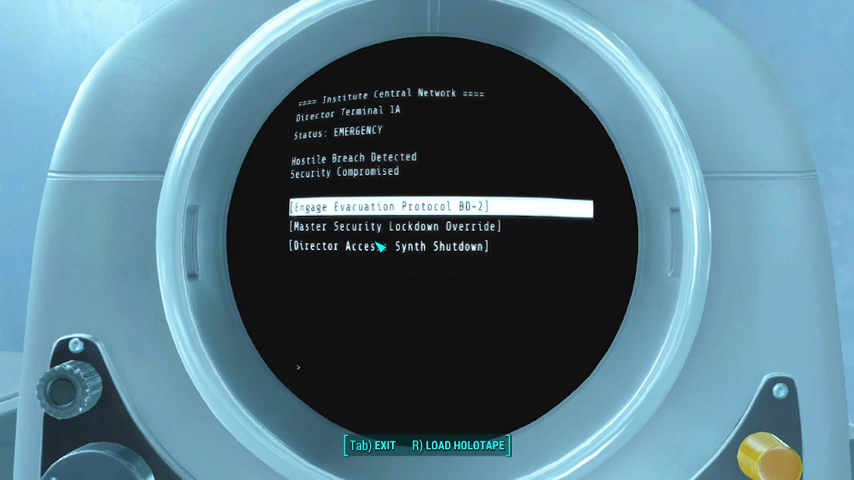 ==== Institute Central Network ====
Director Terminal 1A
Status: EMERGENCY
Hostile Breach Detected
Security Compromised
[Engage Evacuation Protocol BD-2]
[Master Security Lockdown Override]
[Director Access Synth Shutdown]
>
[Tab) EXIT R) LOAD HOLOTAPE]